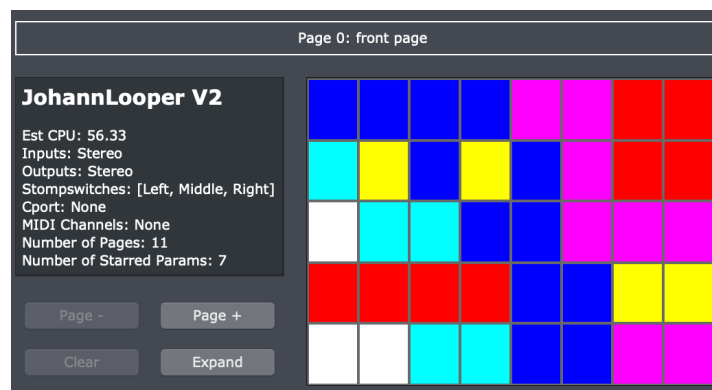 Page 0: front page
JohannLooper V2
Est CPU: 56.33
Inputs: Stereo
Outputs: Stereo
Stompswitches: [Left, Middle, Right]
Cport: None
MIDI Channels: None
Number of Pages: 11
Number of Starred Params: 7
Page -
Page +
Clear
Expand